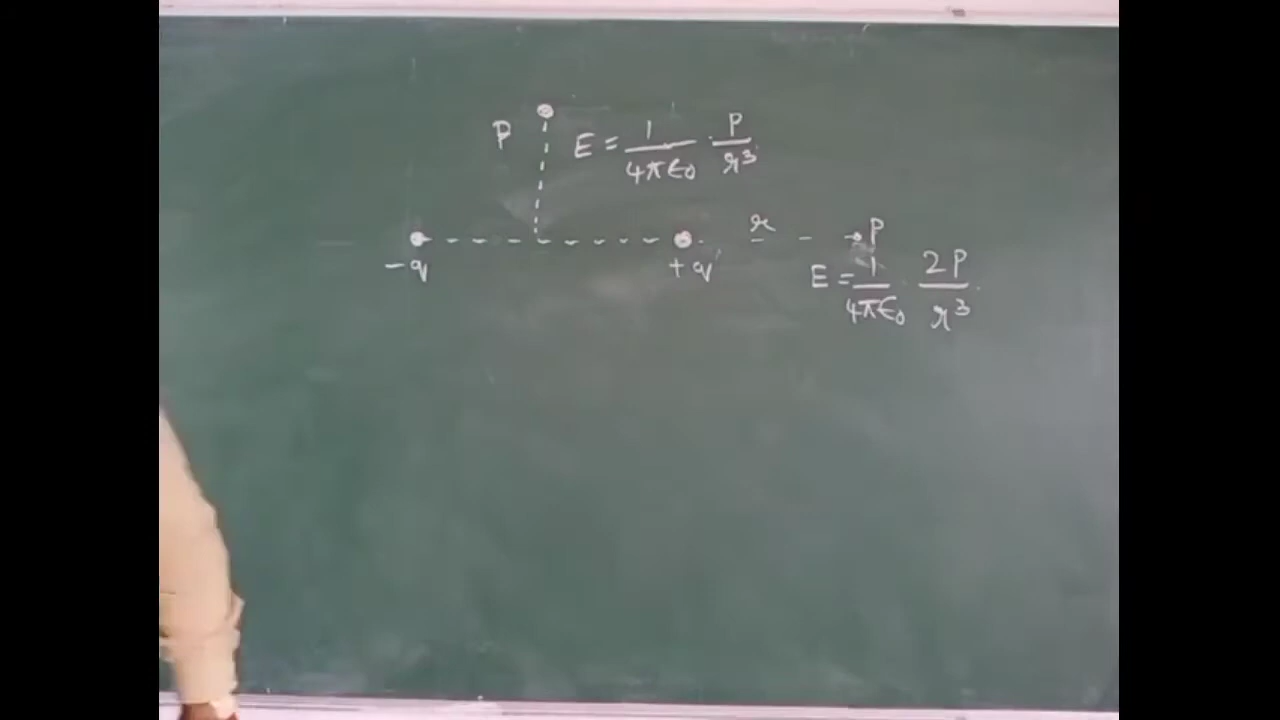 P E = 1/4πε₀ · P/r³
r P
-q +q
E = 1/4πε₀ · 2P/r³